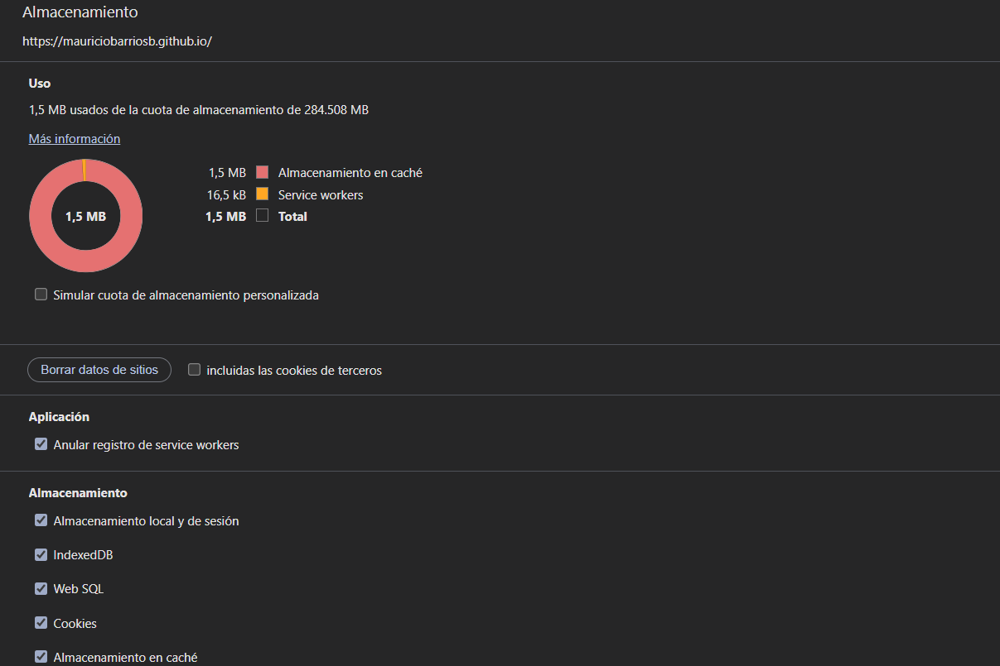 Almacenamiento
https://mauriciobarriosb.github.io/
Uso
1,5 MB usados de la cuota de almacenamiento de 284.508 MB
Más información
1,5 MB
1,5 MB Almacenamiento en caché
16,5 kB Service workers
1,5 MB Total
Simular cuota de almacenamiento personalizada
Borrar datos de sitios incluidas las cookies de terceros
Aplicación
Anular registro de service workers
Almacenamiento
Almacenamiento local y de sesión
IndexedDB
Web SQL
Cookies
Almacenamiento en caché